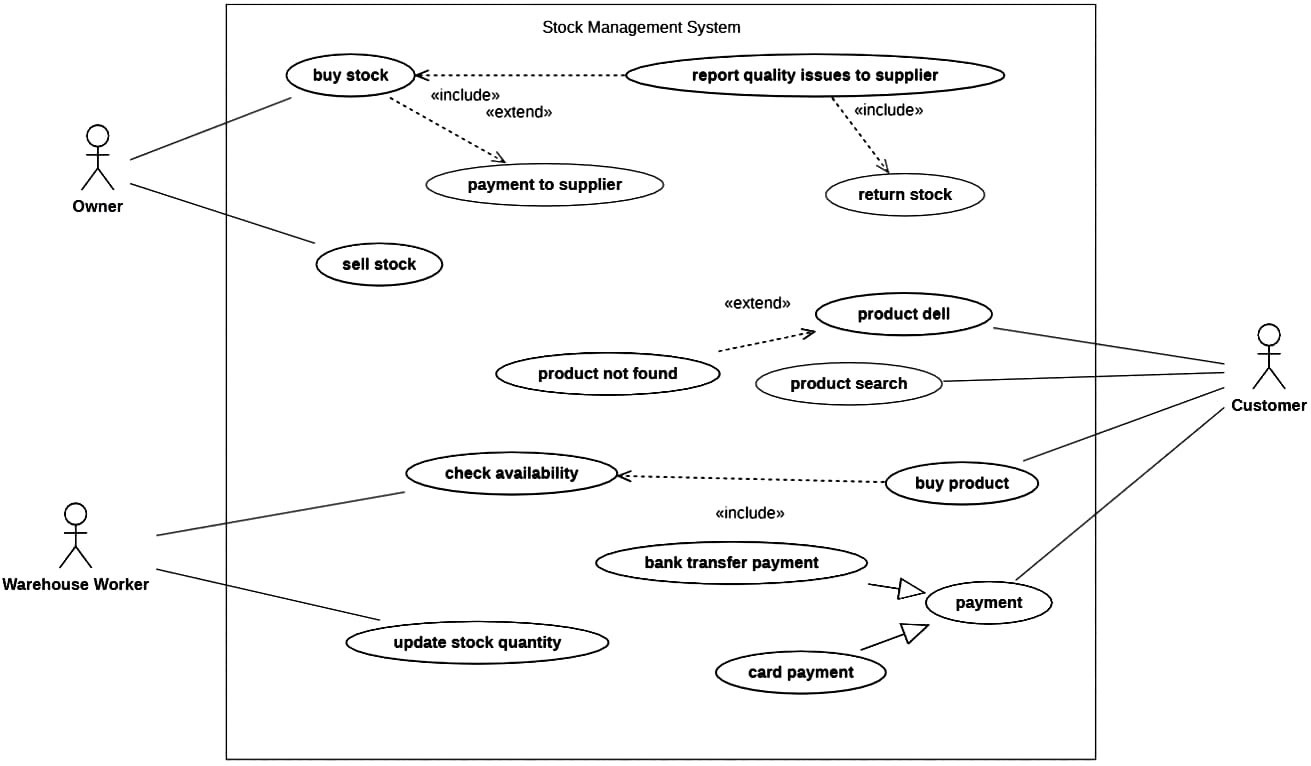 Stock Management System
buy stock
report quality issues to supplier
«include»
«extend»
«include»
payment to supplier
return stock
Owner
sell stock
«extend»
product dell
product not found
product search
Customer
check availability
buy product
«include»
bank transfer payment
Warehouse Worker
payment
update stock quantity
card payment